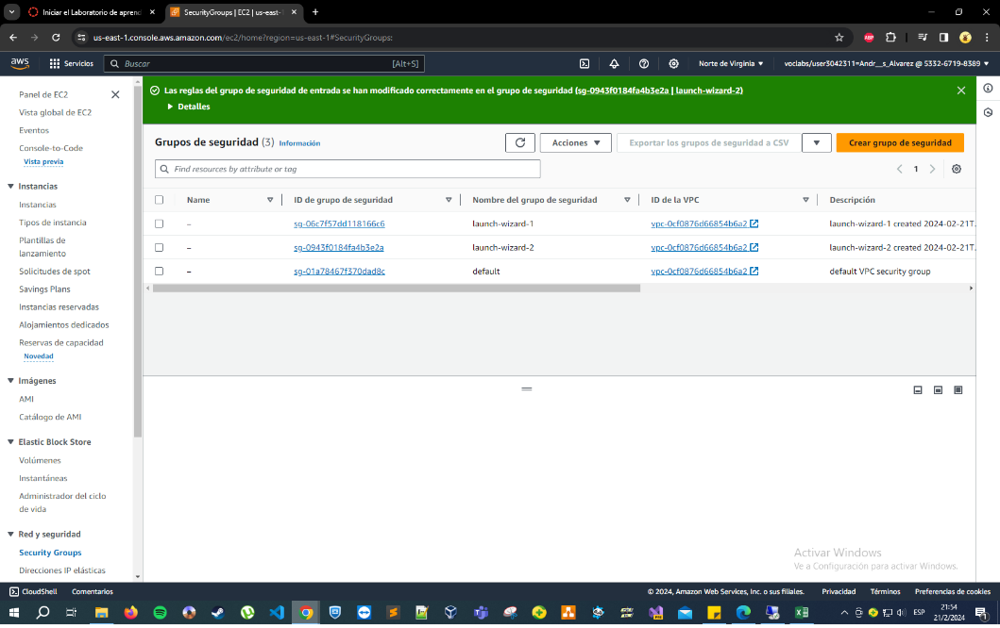 Iniciar el Laboratorio de aprend
SecurityGroups | EC2 | us-east-1
us-east-1.console.aws.amazon.com/ec2/home?region=us-east-1#SecurityGroups:
ABP
aws
Servicios
Buscar
[Alt+S]
Norte de Virginia
voclabs/user3042311=Andr__s_Alvarez @ 5332-6719-8389
Panel de EC2
Vista global de EC2
Eventos
Console-to-Code
Vista previa
Instancias
Instancias
Tipos de instancia
Plantillas de
lanzamiento
Solicitudes de spot
Savings Plans
Instancias reservadas
Alojamientos dedicados
Reservas de capacidad
Novedad
Imágenes
AMI
Catálogo de AMI
Elastic Block Store
Volúmenes
Instantáneas
Administrador del ciclo
de vida
Red y seguridad
Security Groups
Direcciones IP elásticas
Las reglas del grupo de seguridad de entrada se han modificado correctamente en el grupo de seguridad (sg-0943f0184fa4b3e2a | launch-wizard-2)
Detalles
Grupos de seguridad (3)
Información
Acciones
Exportar los grupos de seguridad a CSV
Crear grupo de seguridad
Find resources by attribute or tag
1
Name
ID de grupo de seguridad
Nombre del grupo de seguridad
ID de la VPC
Descripción
– sg-06c7f57dd118166c6 launch-wizard-1 vpc-0cf0876d66854b6a2 launch-wizard-1 created 2024-02-21T.
– sg-0943f0184fa4b3e2a launch-wizard-2 vpc-0cf0876d66854b6a2 launch-wizard-2 created 2024-02-21T.
– sg-01a78467f370dad8c default vpc-0cf0876d66854b6a2 default VPC security group
Activar Windows
Ve a Configuración para activar Windows.
CloudShell
Comentarios
© 2024, Amazon Web Services, Inc. o sus filiales.
Privacidad
Términos
Preferencias de cookies
ESP
21:54
21/2/2024